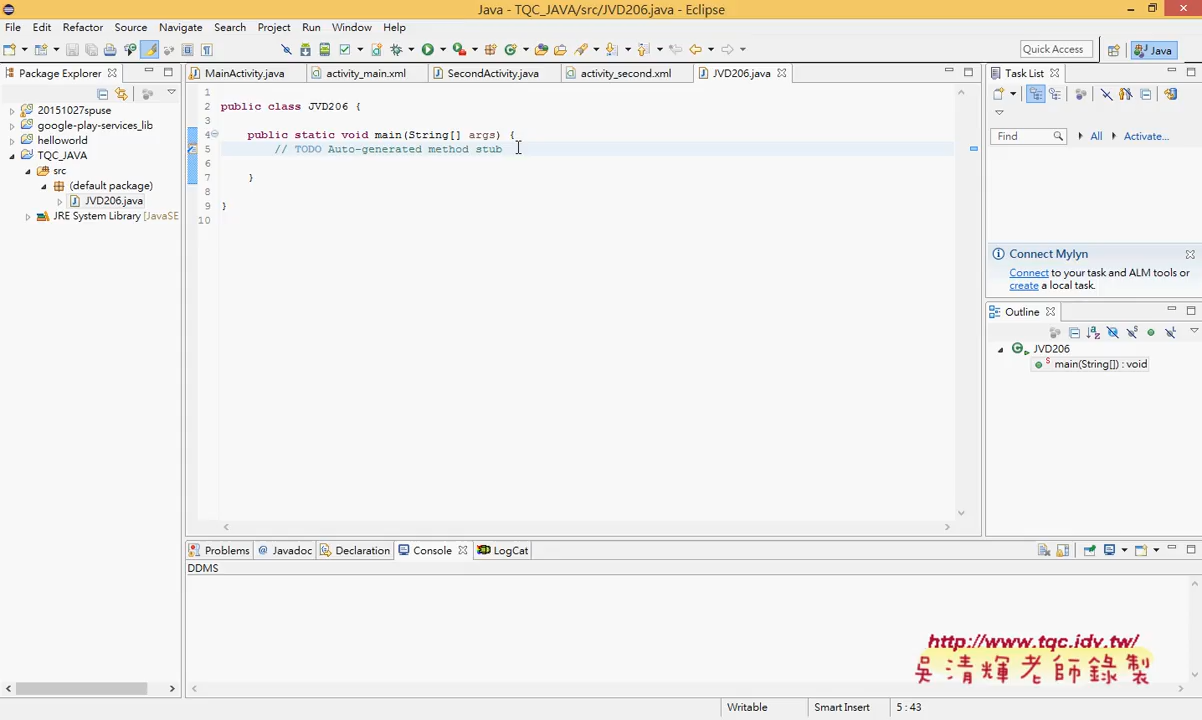 Java - TQC_JAVA/src/JVD206.java - Eclipse
File Edit Refactor Source Navigate Search Project Run Window Help
Quick Access
Java
Package Explorer
MainActivity.java
activity_main.xml
SecondActivity.java
activity_second.xml
JVD206.java
Task List
20151027spuse
google-play-services_lib
helloworld
TQC_JAVA
src
(default package)
JVD206.java
JRE System Library [JavaSE
1
2 public class JVD206 {
3
4 public static void main(String[] args) {
5 // TODO Auto-generated method stub
6
7 }
8
9 }
10
Find
All
Activate...
Connect Mylyn
Connect to your task and ALM tools or
create a local task.
Outline
JVD206
S main(String[]) : void
Problems
@ Javadoc
Declaration
Console
LogCat
DDMS
http://www.tqc.idv.tw/
吳清輝老師錄製
Writable
Smart Insert
5 : 43